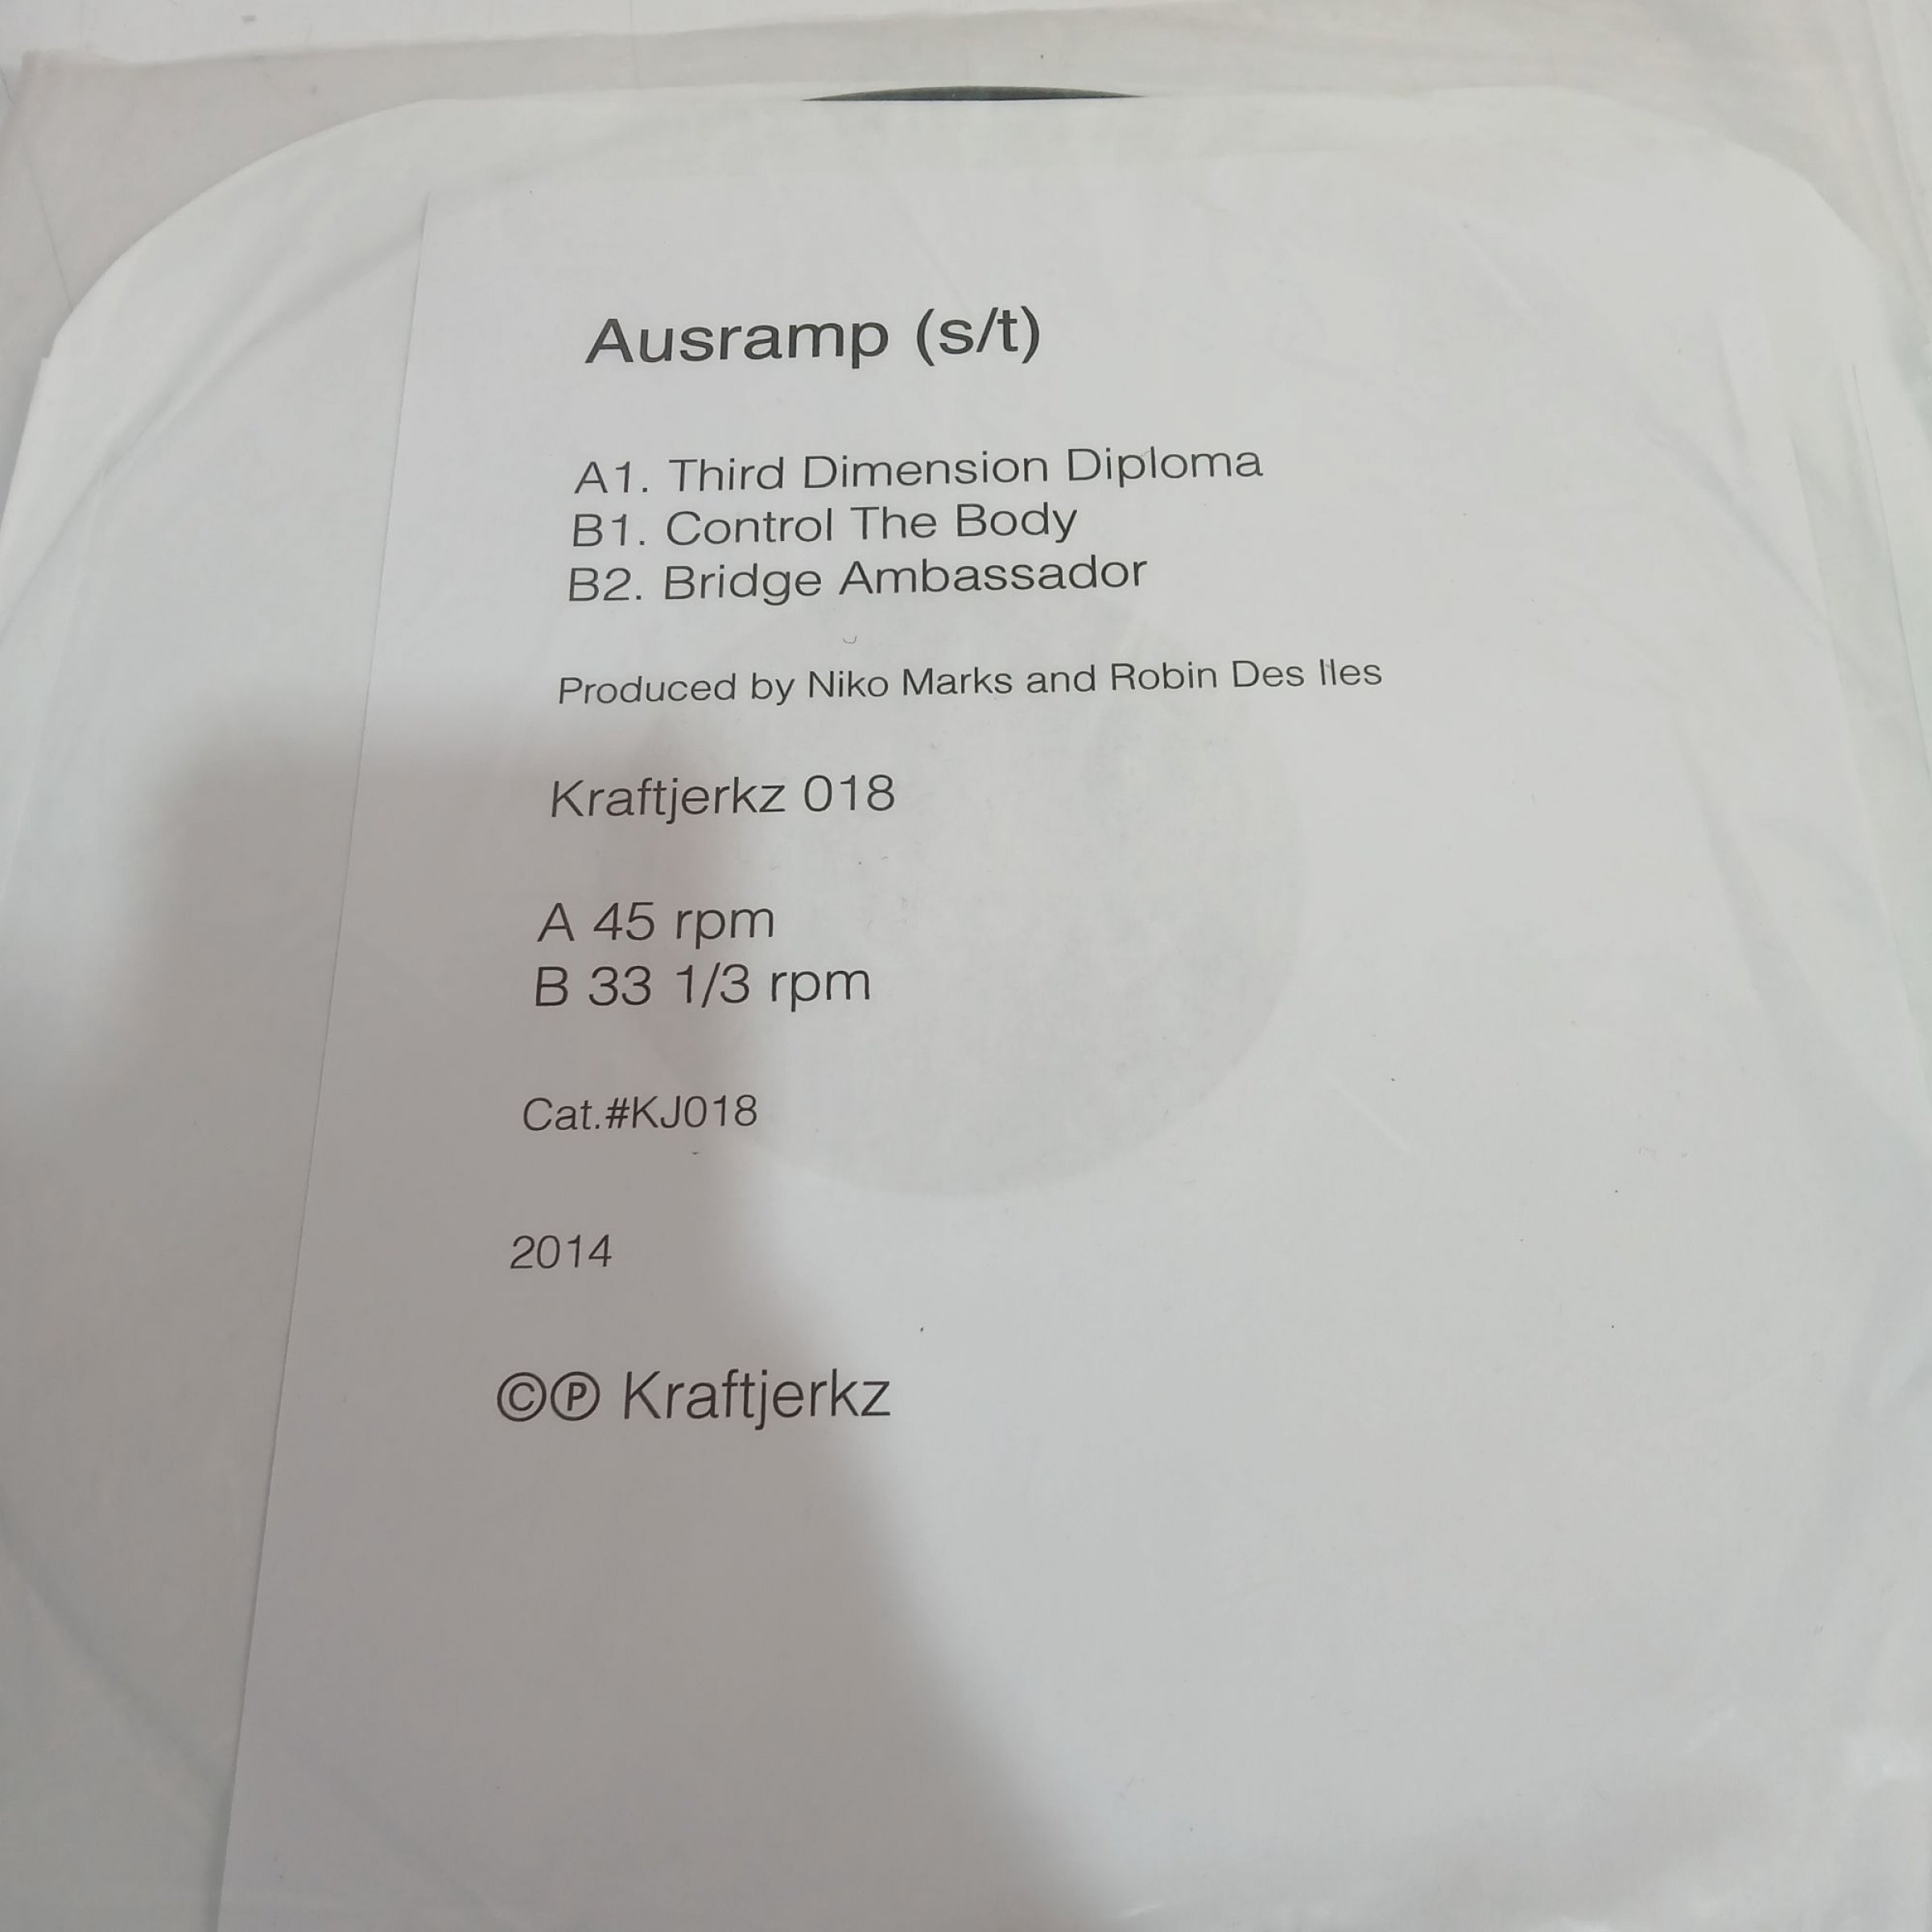 Ausramp (s/t)
A1. Third Dimension Diploma
B1. Control The Body
B2. Bridge Ambassador
Produced by Niko Marks and Robin Des Iles
Kraftjerkz 018
A 45 rpm
B 33 1/3 rpm
Cat.#KJ018
2014
©℗ Kraftjerkz